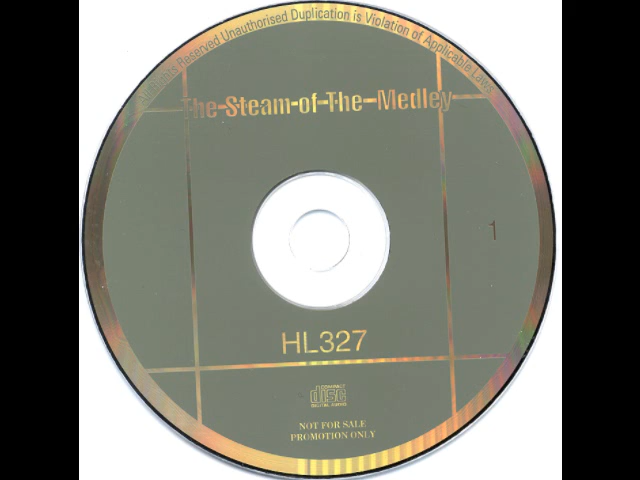 All Rights Reserved Unauthorised Duplication is Violation of Applicable Laws
The-Steam-of-The-Medley
1
HL327
COMPACT
disc
DIGITAL AUDIO
NOT FOR SALE
PROMOTION ONLY